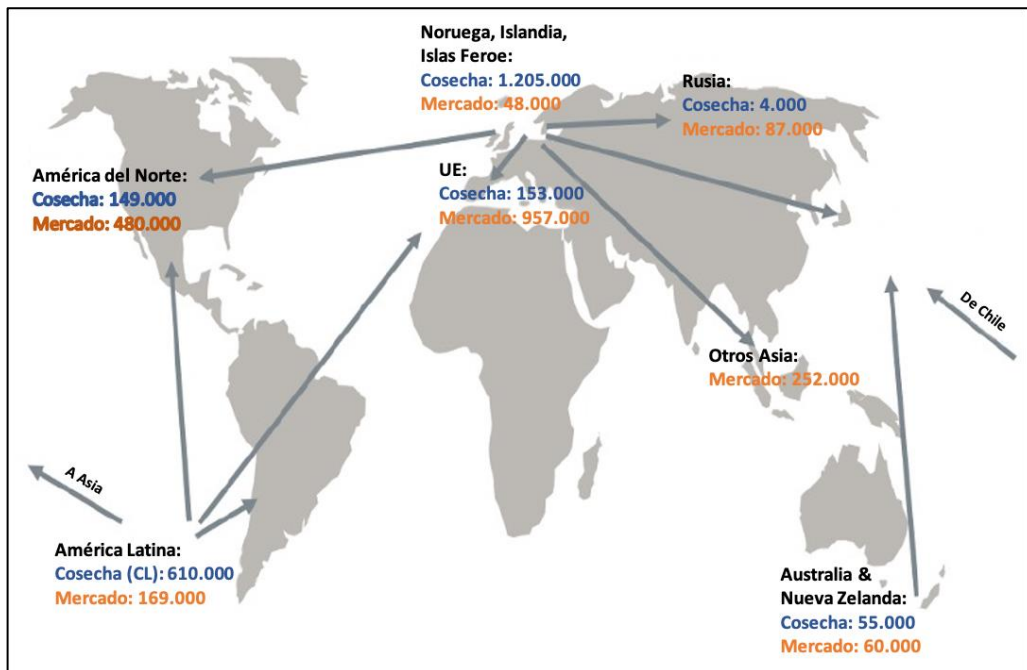 Noruega, Islandia,
Islas Feroe:
Cosecha: 1.205.000
Mercado: 48.000
Rusia:
Cosecha: 4.000
Mercado: 87.000
América del Norte:
Cosecha: 149.000
Mercado: 480.000
UE:
Cosecha: 153.000
Mercado: 957.000
De Chile
Otros Asia:
Mercado: 252.000
A Asia
América Latina:
Cosecha (CL): 610.000
Mercado: 169.000
Australia &
Nueva Zelanda:
Cosecha: 55.000
Mercado: 60.000